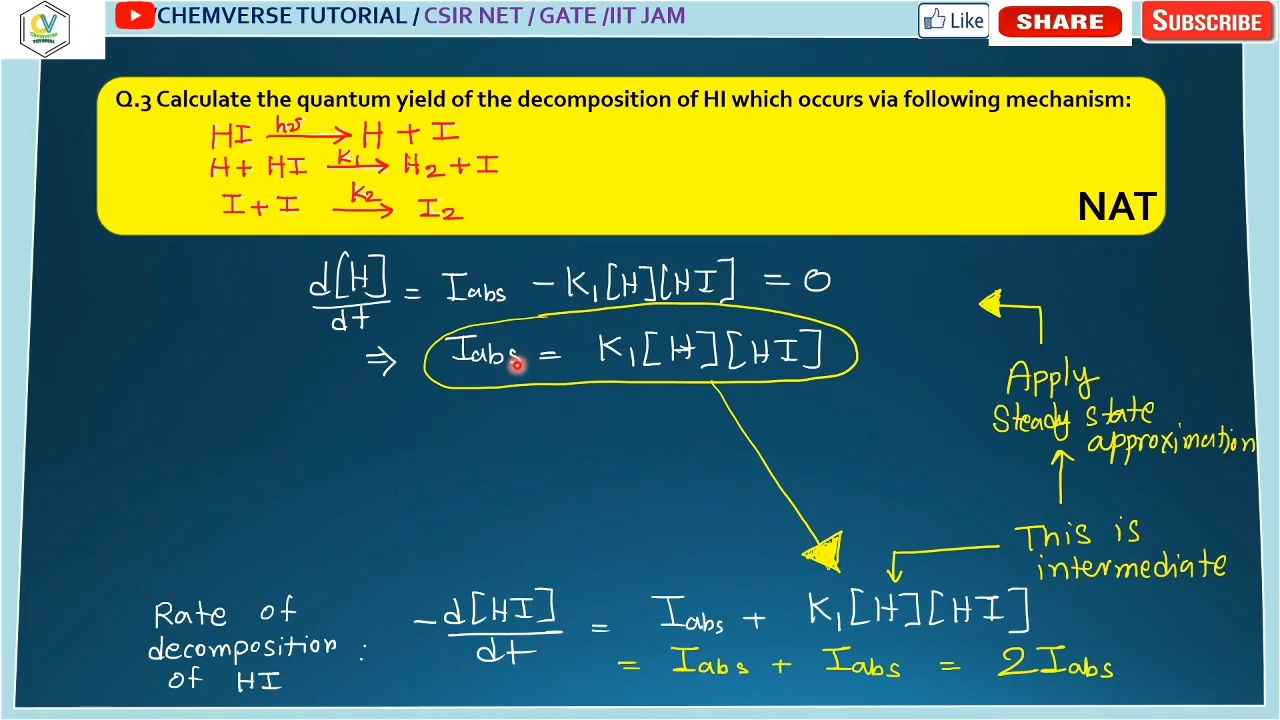 CV
CHEMVERSE
TUTORIAL
/CHEMVERSE TUTORIAL / CSIR NET / GATE /IIT JAM
Like
SHARE
SUBSCRIBE
Q.3 Calculate the quantum yield of the decomposition of HI which occurs via following mechanism:
HI hν → H + I
H + HI K₁ → H₂ + I
I + I K₂ → I₂
NAT
d[H]/dt = Iabs − K₁[H][HI] = 0
⇒ Iabs = K₁[H][HI]
Apply
Steady state
approximation
This is
intermediate
Rate of
decomposition
of HI :
−d[HI]/dt = Iabs + K₁[H][HI]
= Iabs + Iabs = 2Iabs